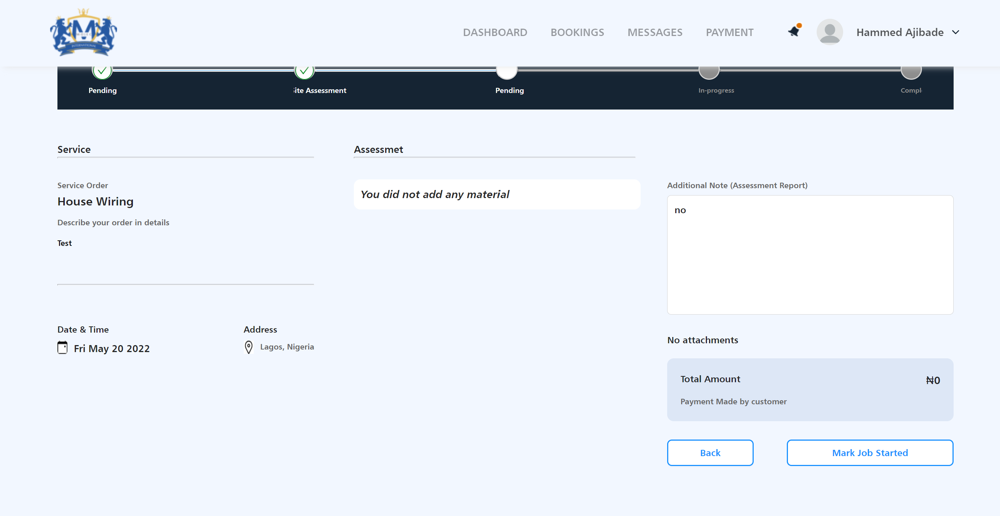 M
MOJEC
INTERNATIONAL
DASHBOARD BOOKINGS MESSAGES PAYMENT Hammed Ajibade
Pending ite Assessment Pending In-progress Compl
Service
Assessmet
Service Order
House Wiring
Describe your order in details
Test
You did not add any material
Additional Note (Assessment Report)
no
Date & Time
Fri May 20 2022
Address
Lagos, Nigeria
No attachments
Total Amount ₦0
Payment Made by customer
Back Mark Job Started